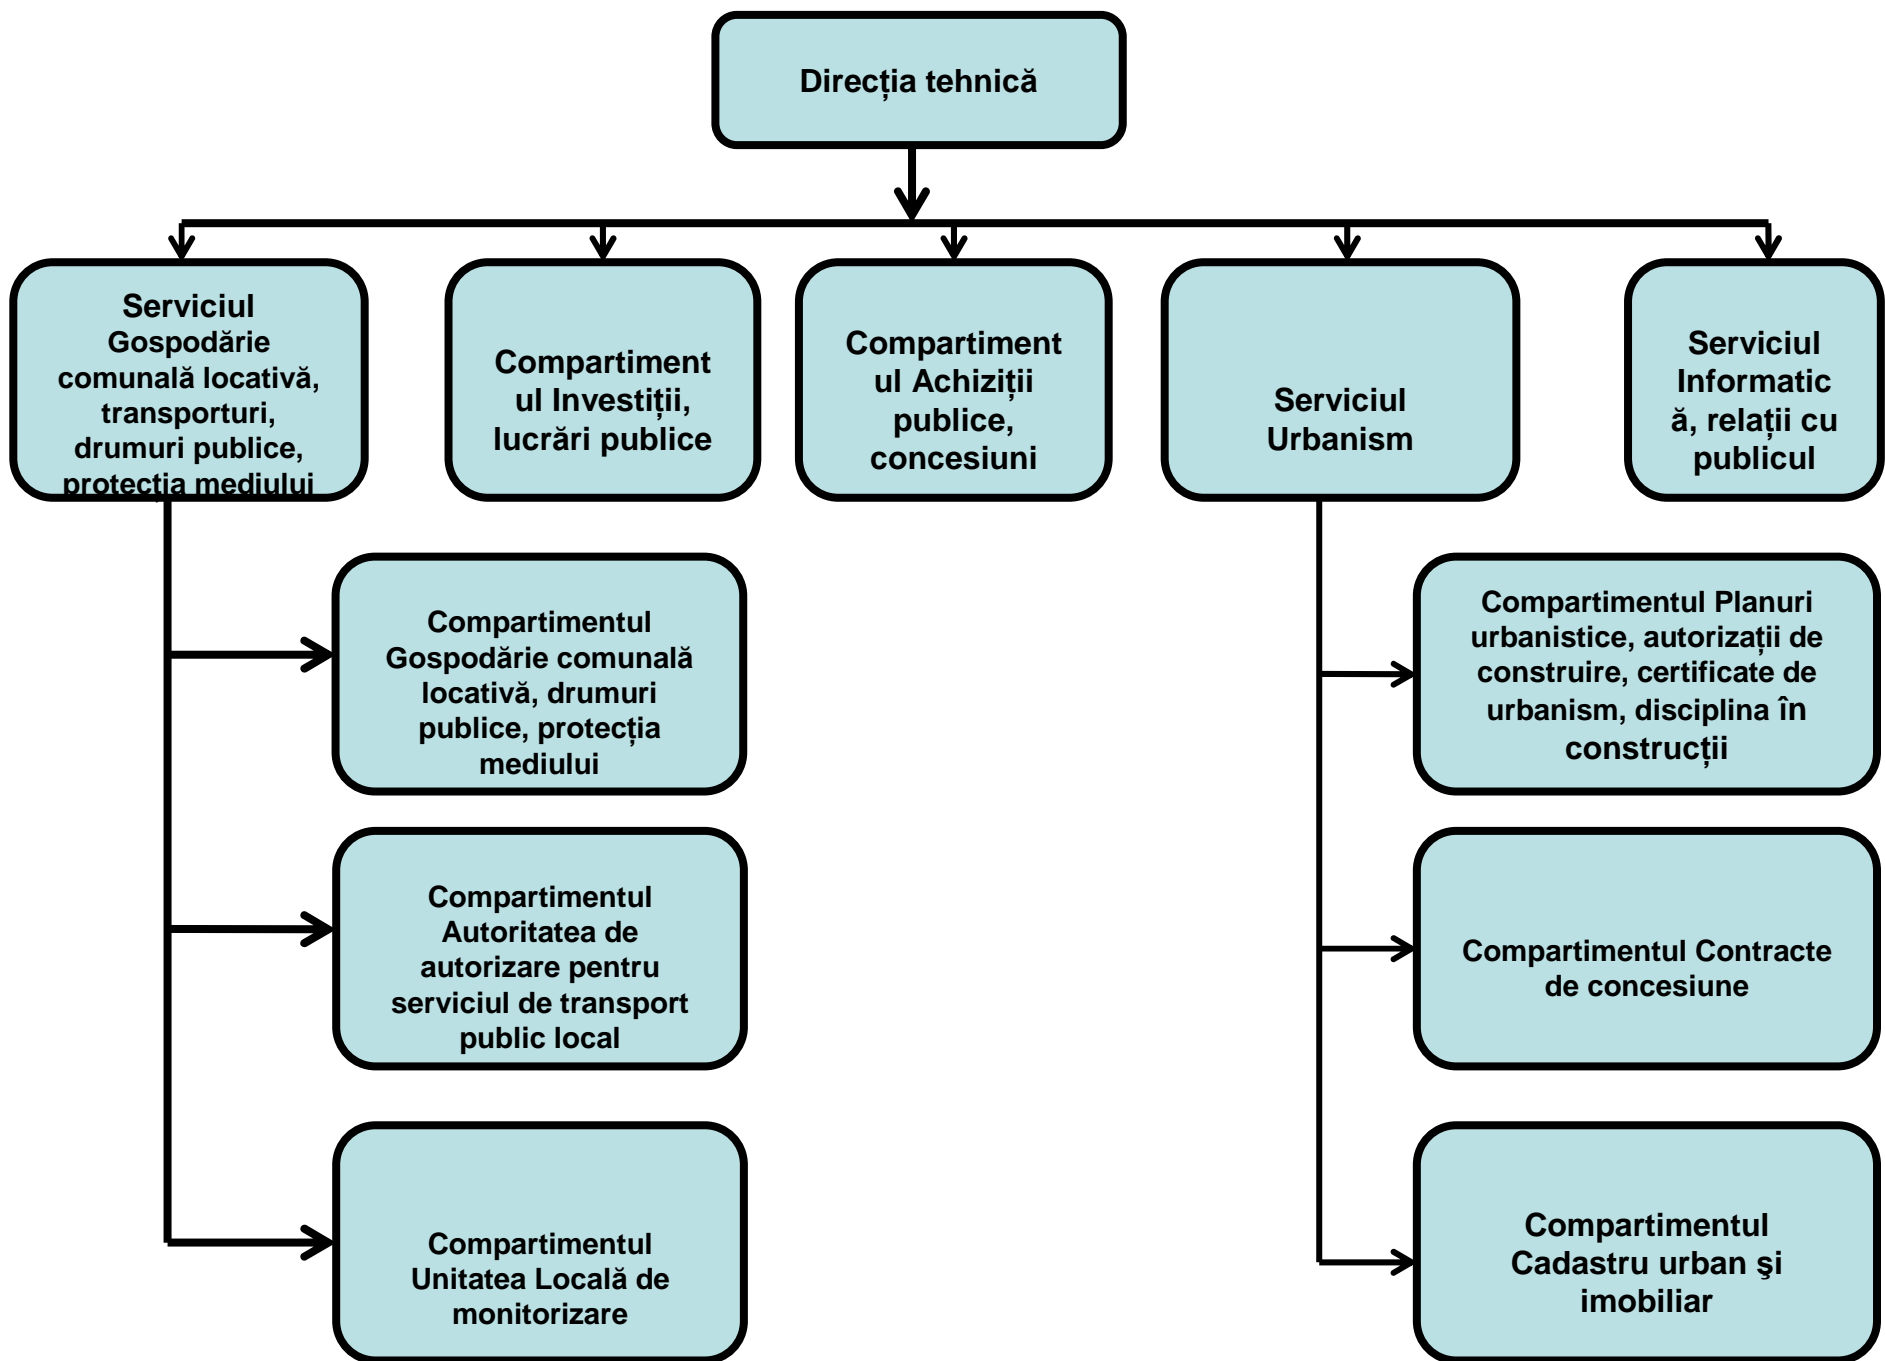 Direcția tehnică
Serviciul
Gospodărie
comunală locativă,
transporturi,
drumuri publice,
protecția mediului
Compartiment
ul Investiții,
lucrări publice
Compartiment
ul Achiziții
publice,
concesiuni
Serviciul
Urbanism
Serviciul
Informatic
ă, relații cu
publicul
Compartimentul
Gospodărie comunală
locativă, drumuri
publice, protecția
mediului
Compartimentul
Autoritatea de
autorizare pentru
serviciul de transport
public local
Compartimentul
Unitatea Locală de
monitorizare
Compartimentul Planuri
urbanistice, autorizații de
construire, certificate de
urbanism, disciplina în
construcții
Compartimentul Contracte
de concesiune
Compartimentul
Cadastru urban şi
imobiliar